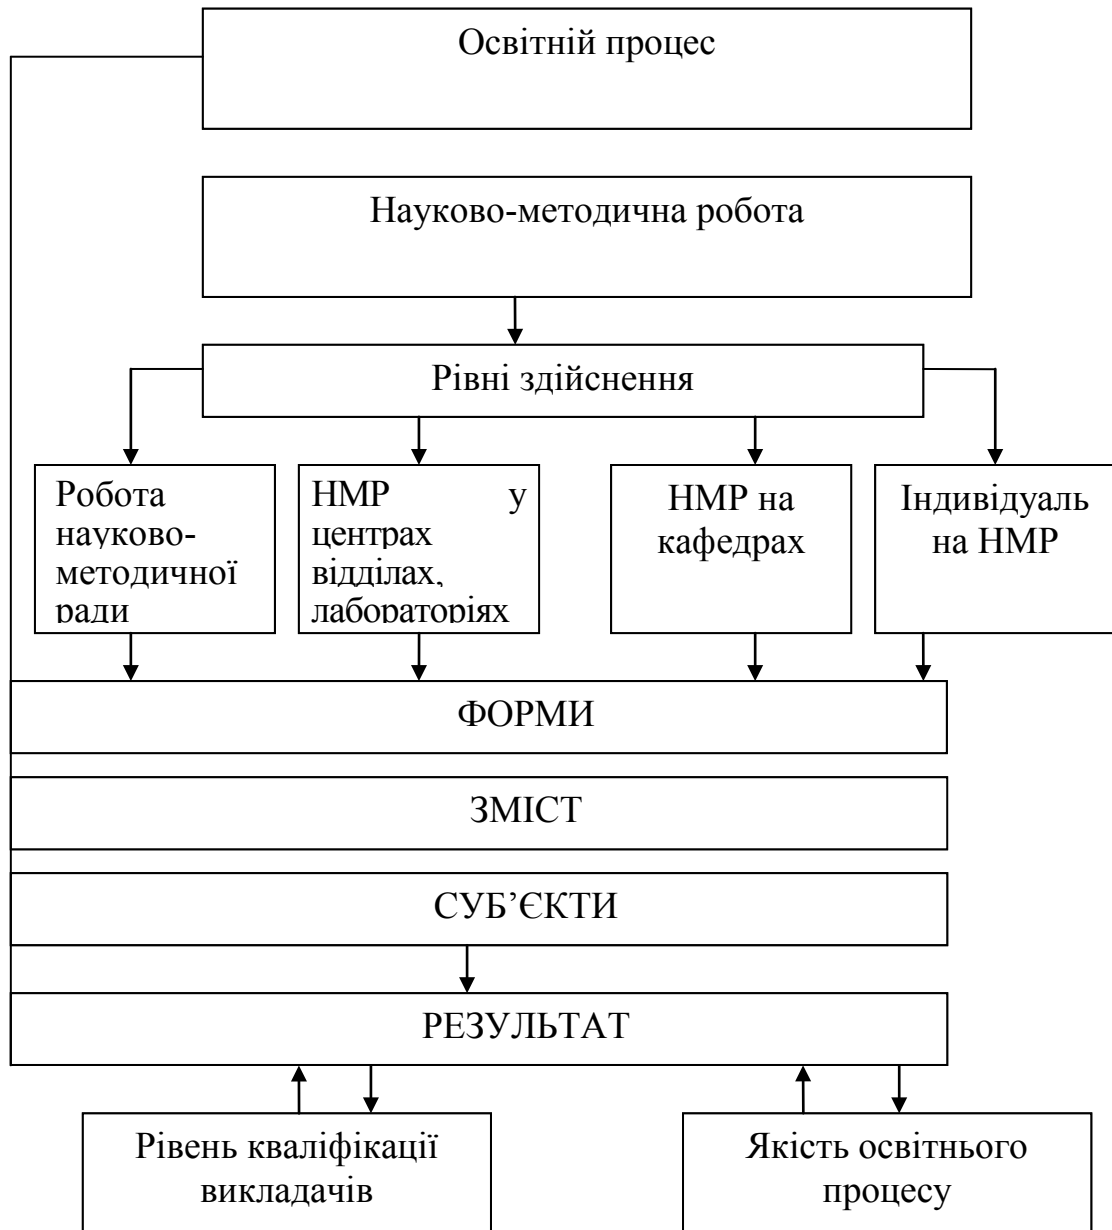 Освітній процес
Науково-методична робота
Рівні здійснення
Робота
науково-
методичної
ради
НМР у
центрах
відділах,
лабораторіях
НМР на
кафедрах
Індивідуаль
на НМР
ФОРМИ
ЗМІСТ
СУБ’ЄКТИ
РЕЗУЛЬТАТ
Рівень кваліфікації
викладачів
Якість освітнього
процесу